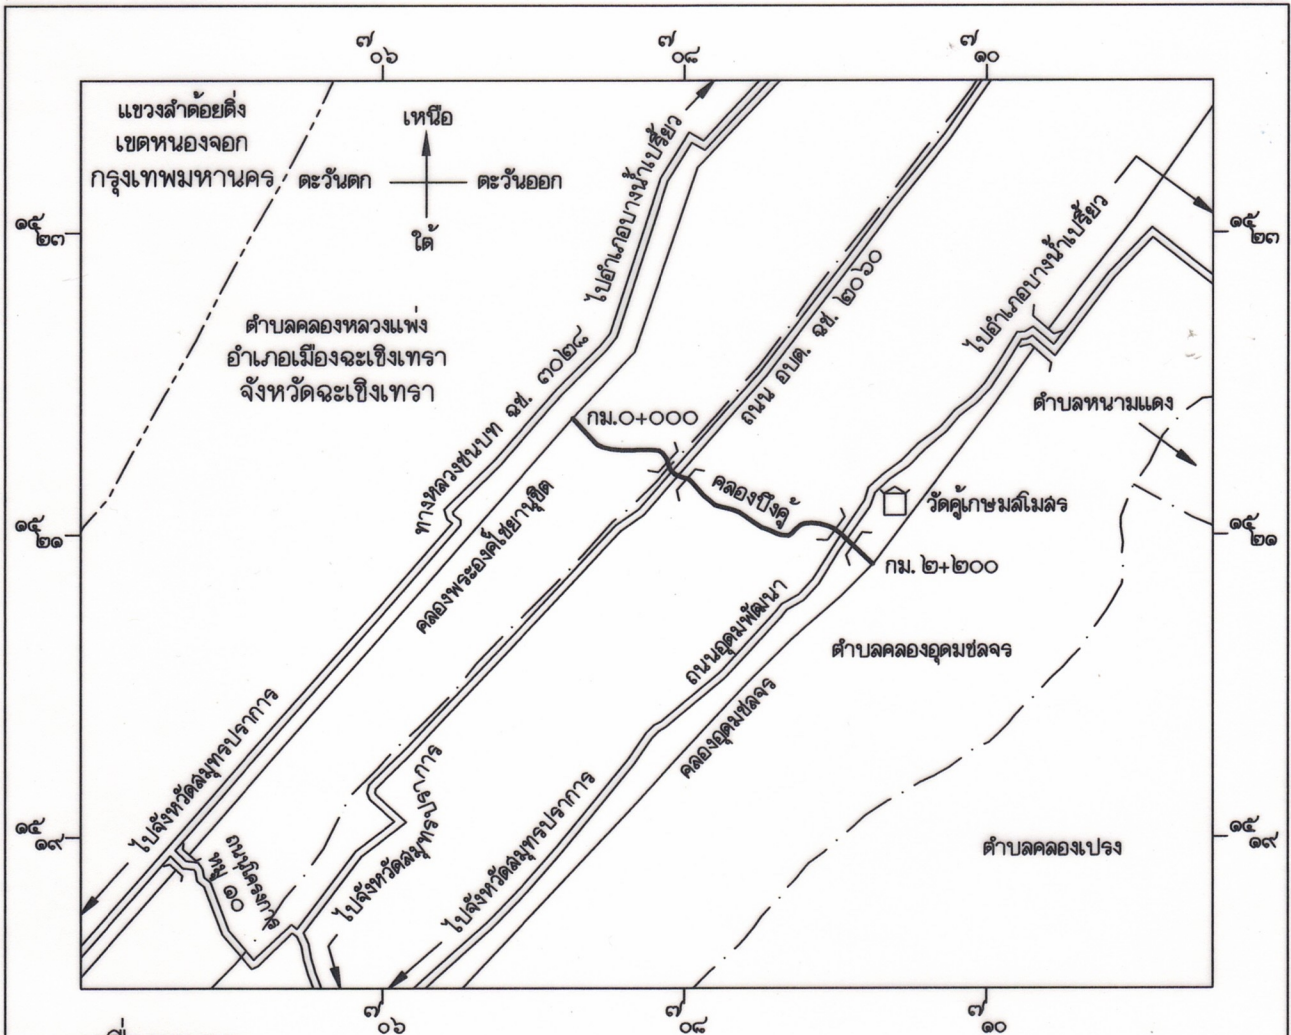 ๗
๐๖
๗
๐๘
๗
๑๐
แขวงลำต้อยติ่ง
เขตหนองจอก
กรุงเทพมหานคร
เหนือ
ตะวันตก
ตะวันออก
ใต้
๑๕
๒๓
๑๕
๒๓
ไปอำเภอบางน้ำเปรี้ยว
ไปอำเภอบางน้ำเปรี้ยว
ตำบลคลองหลวงแพ่ง
อำเภอเมืองฉะเชิงเทรา
จังหวัดฉะเชิงเทรา
ทางหลวงชนบท ฉช. ๓๐๒๔
ถนน อบต. ฉช. ๒๐๖๐
กม.๐+๐๐๐
ตำบลหนามแดง
คลองบึงคู้
วัดคู้เกษมสโมสร
๑๕
๒๑
๑๕
๒๑
คลองพระองค์ไชยานุชิต
กม. ๒+๒๐๐
ถนนอุดมพัฒนา
ตำบลคลองอุดมชลจร
คลองอุดมชลจร
ไปจังหวัดสมุทรปราการ
ไปจังหวัดสมุทรปราการ
ไปจังหวัดสมุทรปราการ
๑๕
๑๙
๑๕
๑๙
ถนนโครงการ
หมู่ ๑๐
ตำบลคลองเปรง
๗
๐๖
๗
๐๘
๗
๑๐